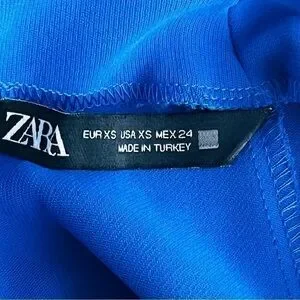 ZARA
EUR XS USA XS MEX 24
MADE IN TURKEY